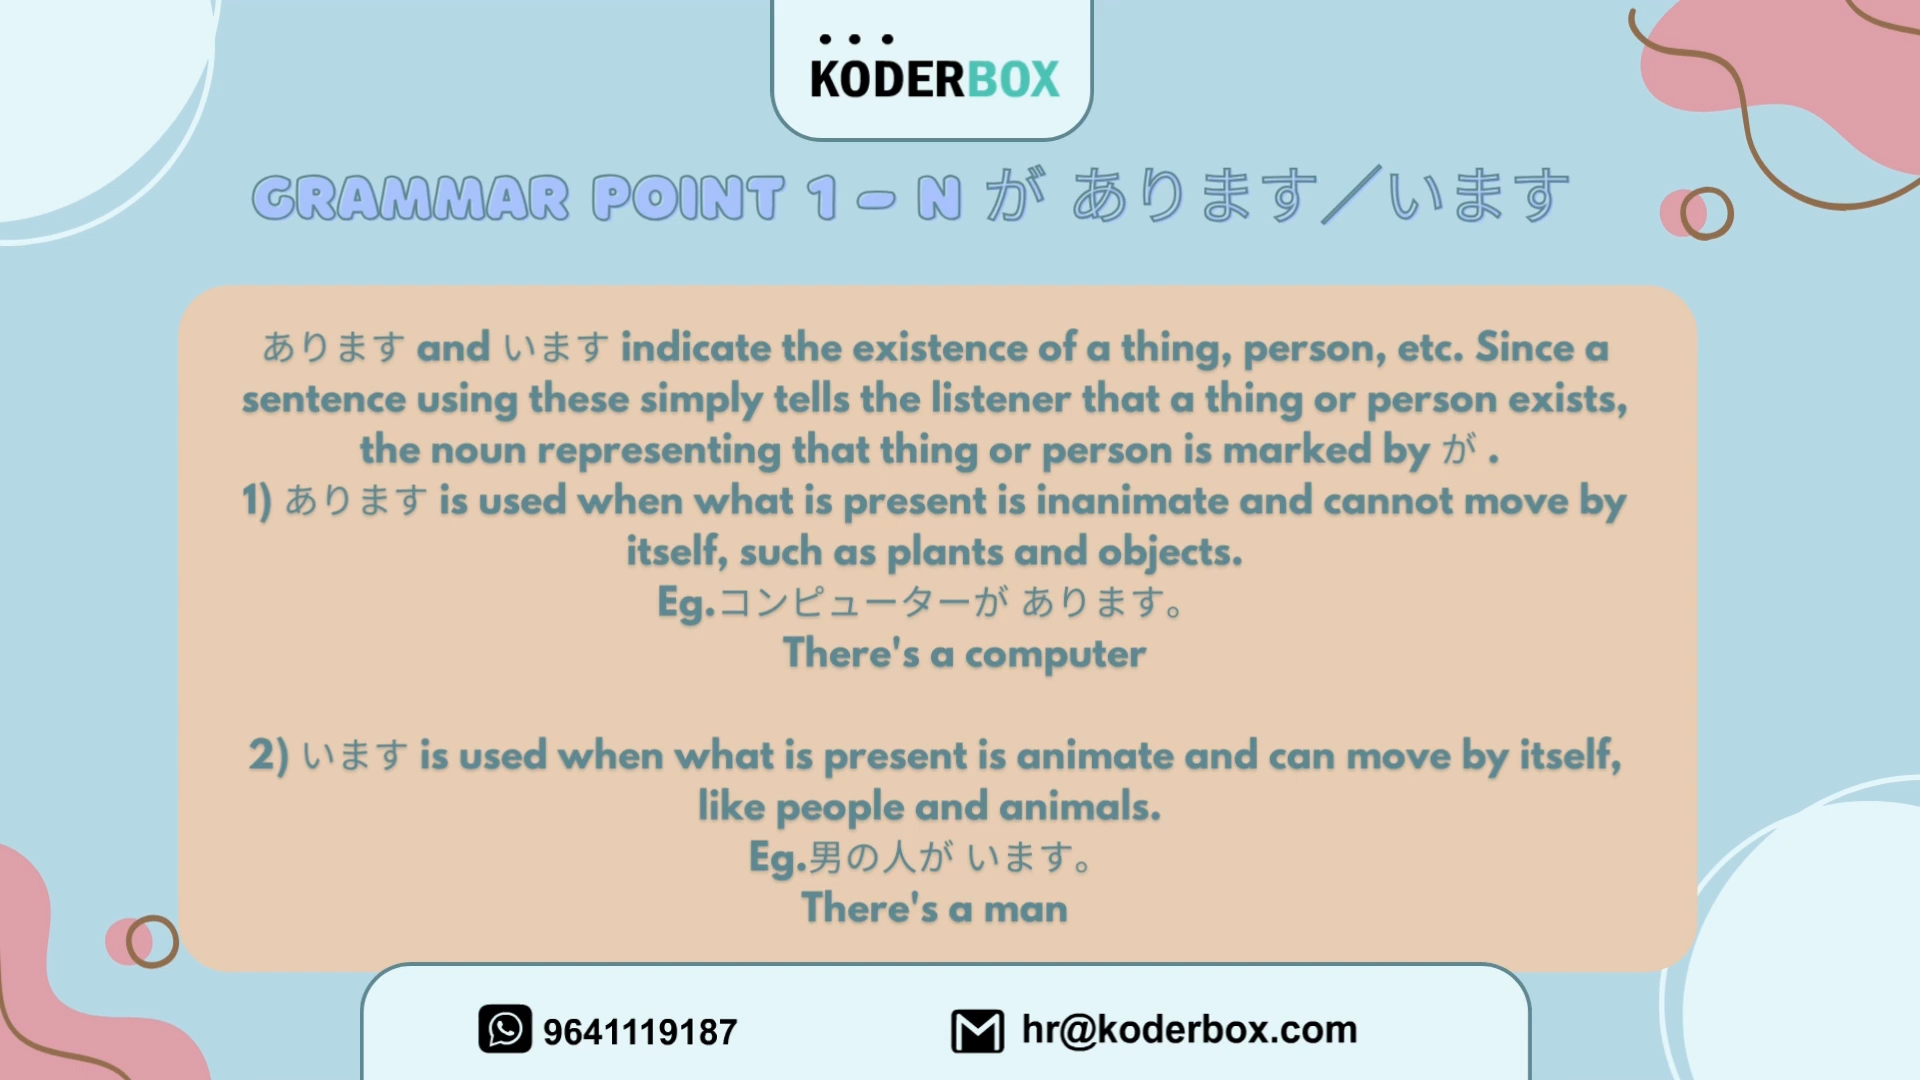 KODERBOX
GRAMMAR POINT 1 – N が あります／います
あります and います indicate the existence of a thing, person, etc. Since a
sentence using these simply tells the listener that a thing or person exists,
the noun representing that thing or person is marked by が .
1) あります is used when what is present is inanimate and cannot move by
itself, such as plants and objects.
Eg.コンピューターが あります。
There's a computer
2) います is used when what is present is animate and can move by itself,
like people and animals.
Eg.男の人が います。
There's a man
9641119187 hr@koderbox.com